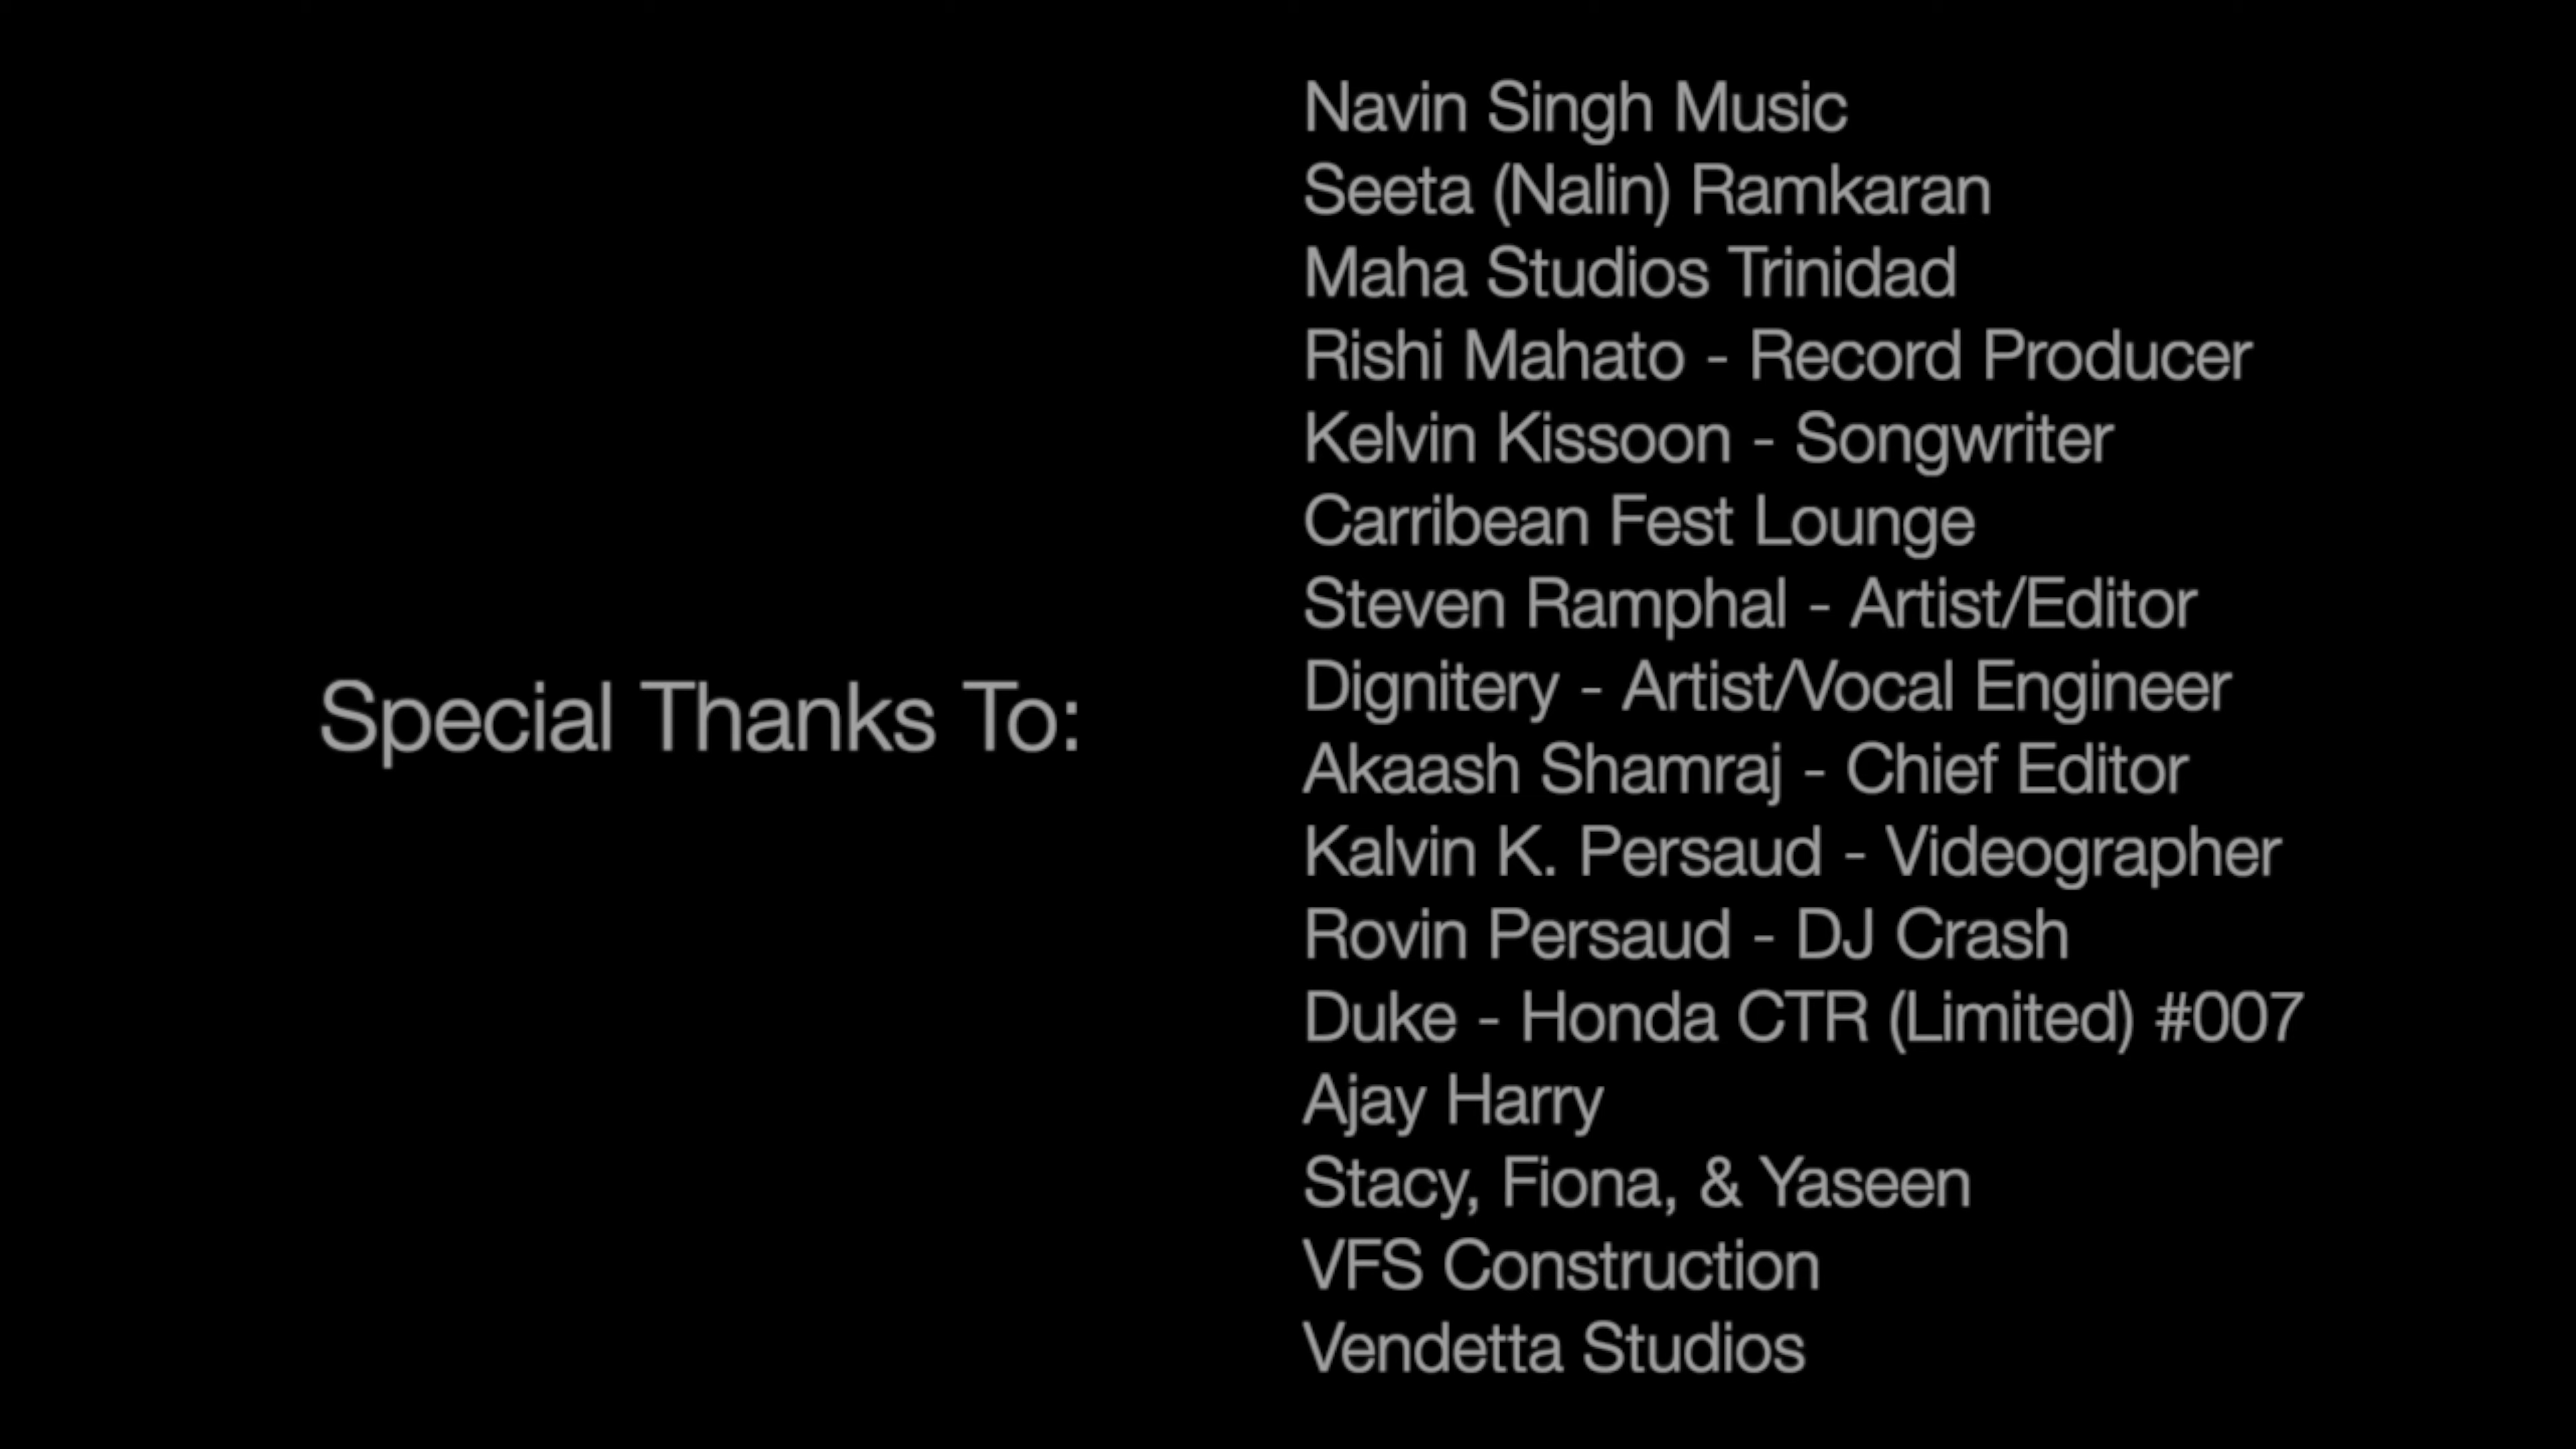 Special Thanks To:
Navin Singh Music
Seeta (Nalin) Ramkaran
Maha Studios Trinidad
Rishi Mahato - Record Producer
Kelvin Kissoon - Songwriter
Carribean Fest Lounge
Steven Ramphal - Artist/Editor
Dignitery - Artist/Vocal Engineer
Akaash Shamraj - Chief Editor
Kalvin K. Persaud - Videographer
Rovin Persaud - DJ Crash
Duke - Honda CTR (Limited) #007
Ajay Harry
Stacy, Fiona, & Yaseen
VFS Construction
Vendetta Studios